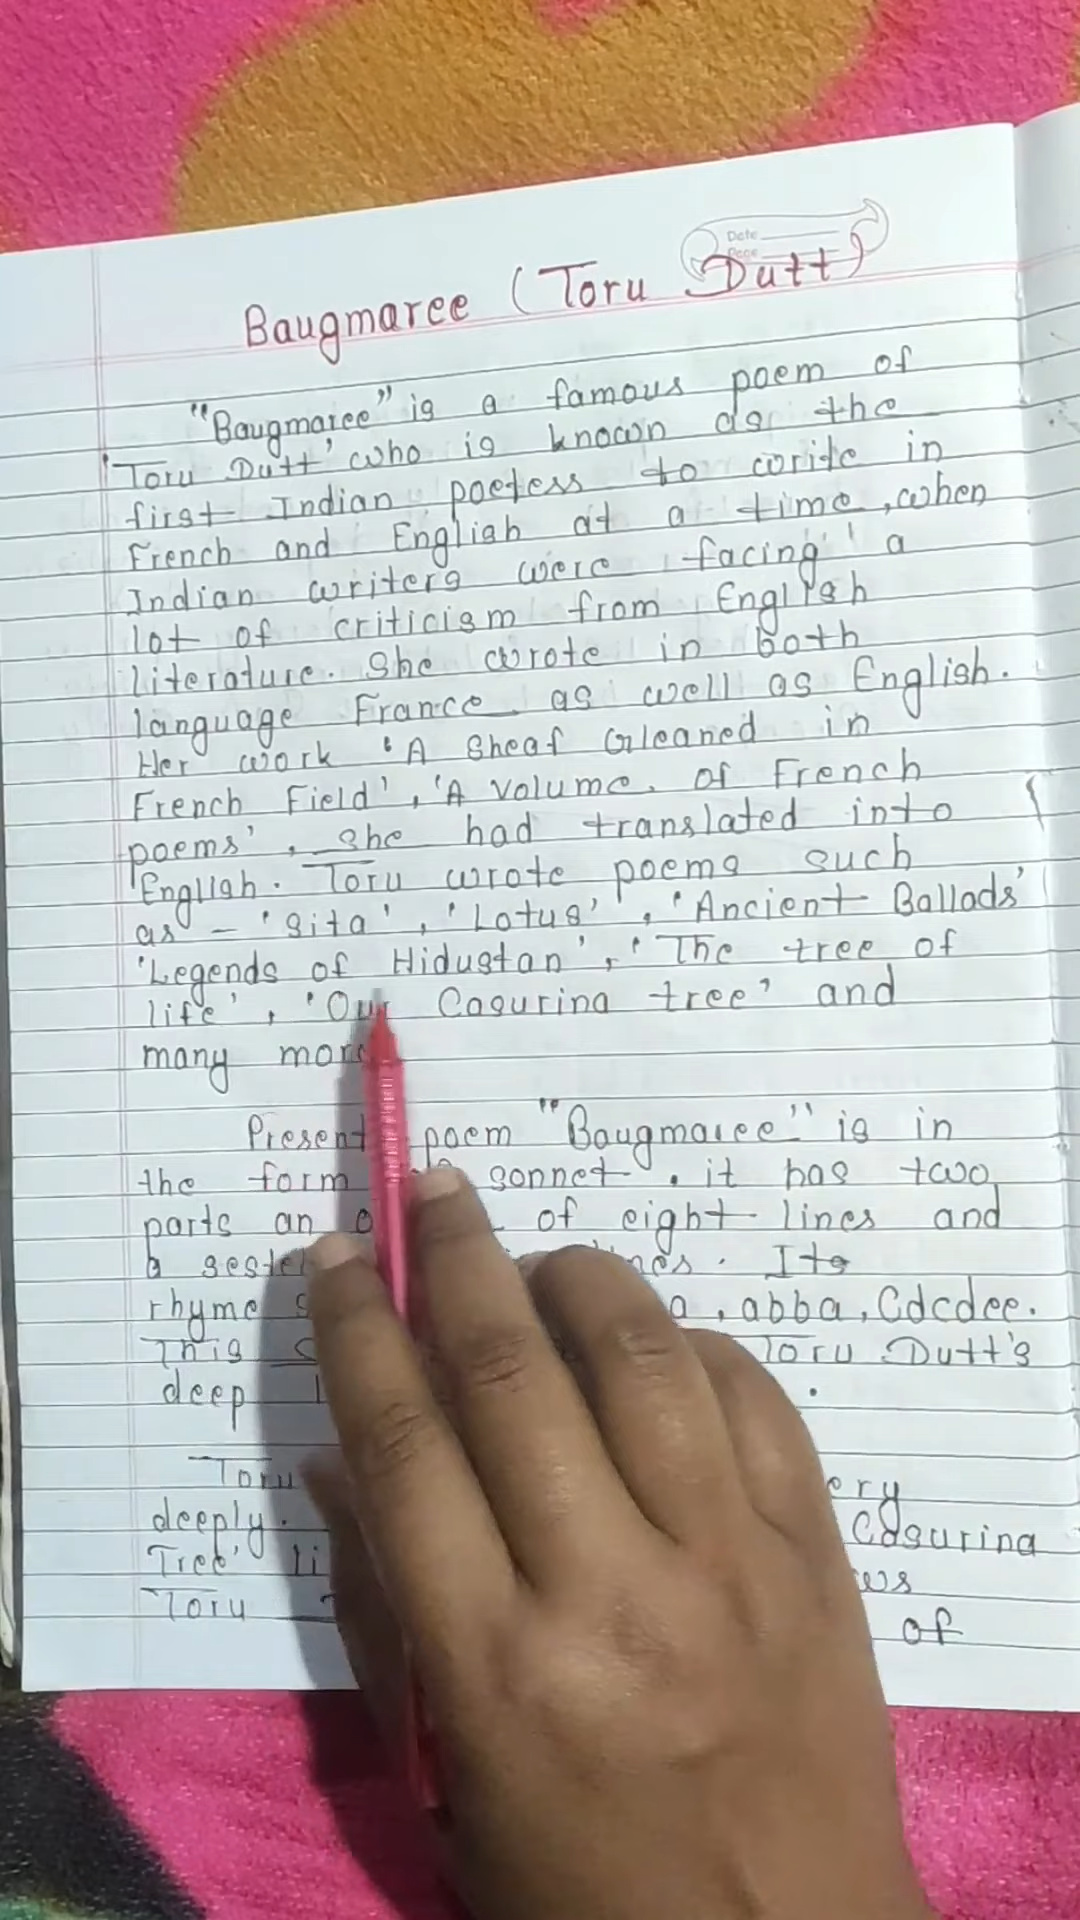 Date
Page
Baugmaree (Toru Dutt)
"Baugmaree" is a famous poem of
'Toru Dutt' who is known as the
first Indian poetess to write in
French and English at a time, when
Indian writers were facing a
lot of criticism from English
literature. She wrote in both
language France as well as English.
Her work 'A Sheaf Gleaned in
French Field', 'A volume of French
poems', she had translated into
English. Toru wrote poems such
as - 'Sita', 'Lotus', 'Ancient Ballads'
'Legends of Hidustan', 'The tree of
life', 'Our Casurina tree' and
many more
Present poem "Baugmaree" is in
the form sonnet. it has two
parts an of eight lines and
a Its
rhyme , abba, Cdcdee.
This Toru Dutt's
deep .
Toru
deeply. Casurina
Tree'
Toru of